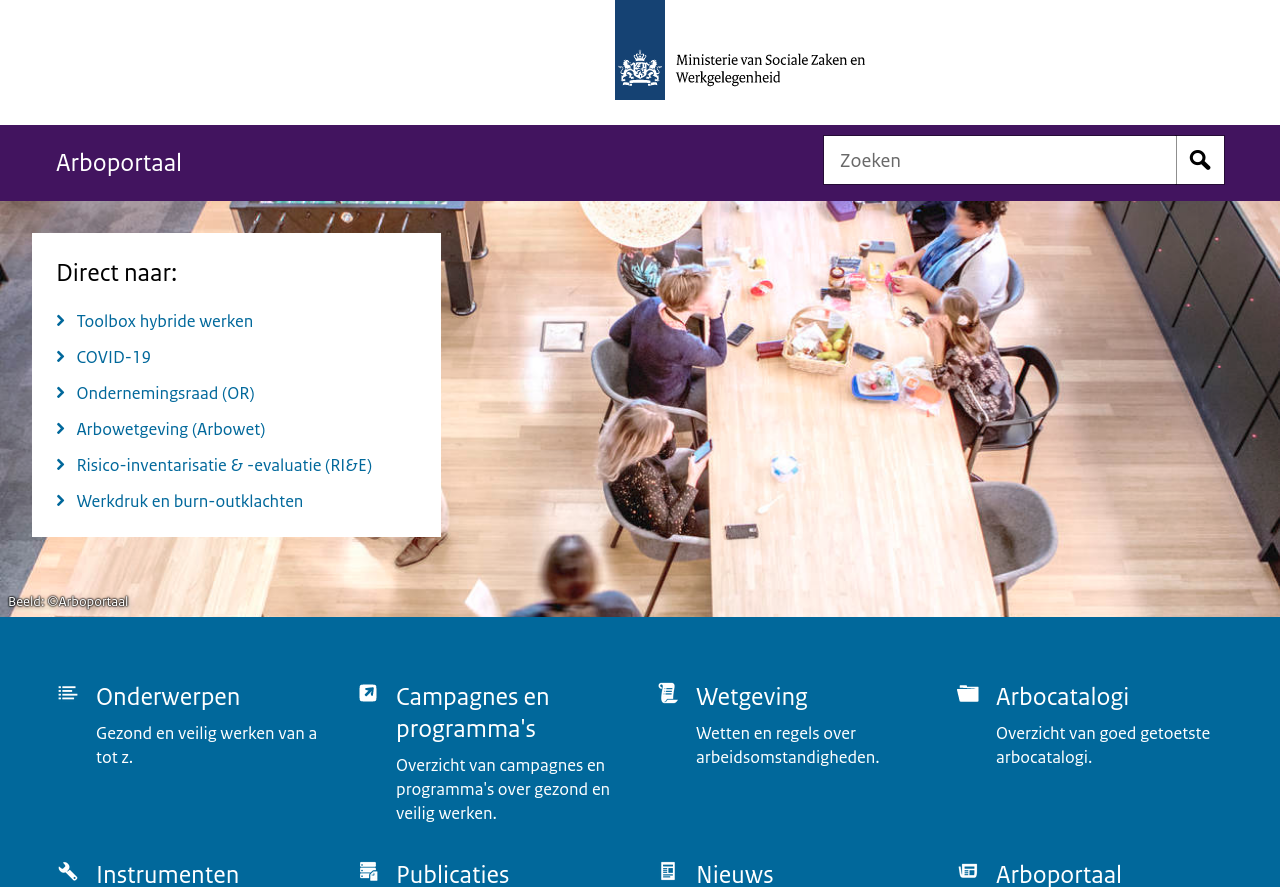 Ministerie van Sociale Zaken en
Werkgelegenheid
Arboportaal
Zoeken
Direct naar:
Toolbox hybride werken
COVID-19
Ondernemingsraad (OR)
Arbowetgeving (Arbowet)
Risico-inventarisatie & -evaluatie (RI&E)
Werkdruk en burn-outklachten
Beeld: ©Arboportaal
Onderwerpen
Gezond en veilig werken van a
tot z.
Campagnes en
programma's
Overzicht van campagnes en
programma's over gezond en
veilig werken.
Wetgeving
Wetten en regels over
arbeidsomstandigheden.
Arbocatalogi
Overzicht van goed getoetste
arbocatalogi.
Instrumenten
Publicaties
Nieuws
Arboportaal